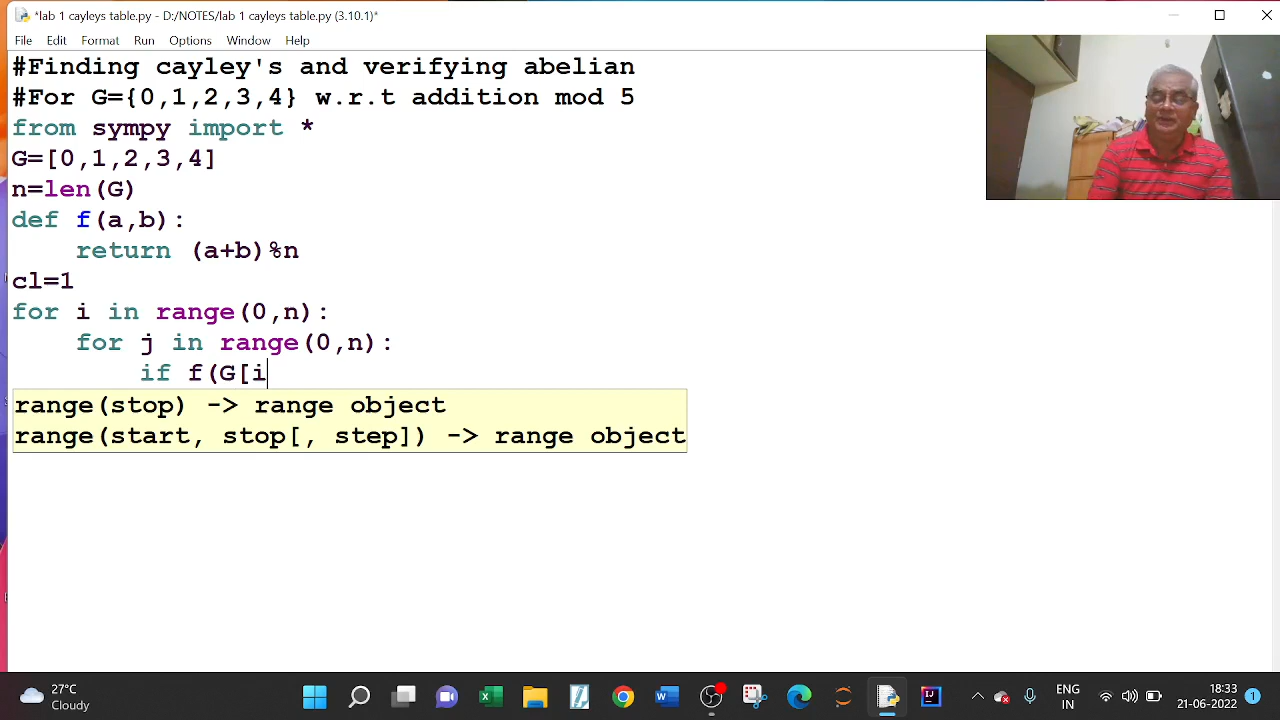 *lab 1 cayleys table.py - D:/NOTES/lab 1 cayleys table.py (3.10.1)*
File Edit Format Run Options Window Help
#Finding cayley's and verifying abelian
#For G={0,1,2,3,4} w.r.t addition mod 5
from sympy import *
G=[0,1,2,3,4]
n=len(G)
def f(a,b):
    return (a+b)%n
cl=1
for i in range(0,n):
    for j in range(0,n):
        if f(G[i
range(stop) -> range object
range(start, stop[, step]) -> range object
27°C
Cloudy
ENG
IN
18:33
21-06-2022
1